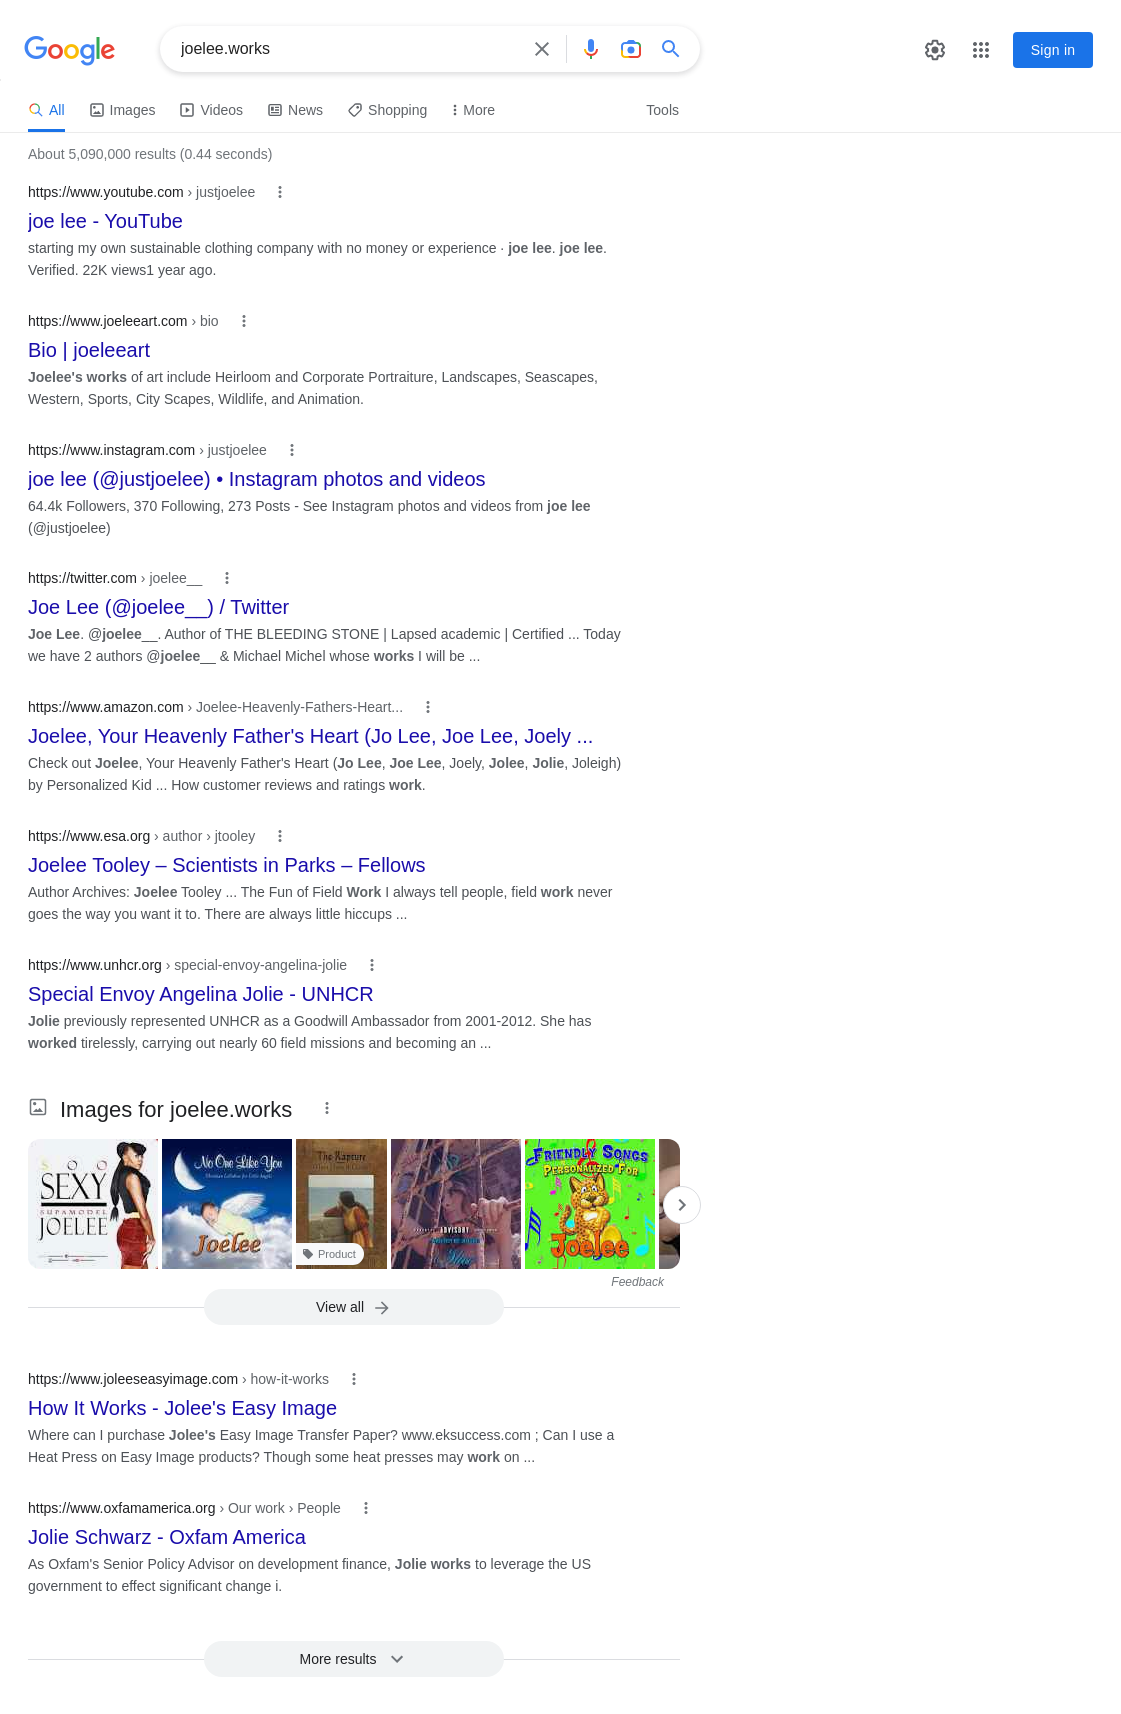 Google
joelee.works
Sign in
All Images Videos News Shopping More Tools
About 5,090,000 results (0.44 seconds)
https://www.youtube.com › justjoelee
joe lee - YouTube
starting my own sustainable clothing company with no money or experience · joe lee. joe lee.
Verified. 22K views1 year ago.
https://www.joeleeart.com › bio
Bio | joeleeart
Joelee's works of art include Heirloom and Corporate Portraiture, Landscapes, Seascapes,
Western, Sports, City Scapes, Wildlife, and Animation.
https://www.instagram.com › justjoelee
joe lee (@justjoelee) • Instagram photos and videos
64.4k Followers, 370 Following, 273 Posts - See Instagram photos and videos from joe lee
(@justjoelee)
https://twitter.com › joelee__
Joe Lee (@joelee__) / Twitter
Joe Lee. @joelee__. Author of THE BLEEDING STONE | Lapsed academic | Certified ... Today
we have 2 authors @joelee__ & Michael Michel whose works I will be ...
https://www.amazon.com › Joelee-Heavenly-Fathers-Heart...
Joelee, Your Heavenly Father's Heart (Jo Lee, Joe Lee, Joely ...
Check out Joelee, Your Heavenly Father's Heart (Jo Lee, Joe Lee, Joely, Jolee, Jolie, Joleigh)
by Personalized Kid ... How customer reviews and ratings work.
https://www.esa.org › author › jtooley
Joelee Tooley – Scientists in Parks – Fellows
Author Archives: Joelee Tooley ... The Fun of Field Work I always tell people, field work never
goes the way you want it to. There are always little hiccups ...
https://www.unhcr.org › special-envoy-angelina-jolie
Special Envoy Angelina Jolie - UNHCR
Jolie previously represented UNHCR as a Goodwill Ambassador from 2001-2012. She has
worked tirelessly, carrying out nearly 60 field missions and becoming an ...
Images for joelee.works
SOO
SEXY
SUPAMODEL
JOELEE
No One Like You
Joelee
The Rapture
Product
ADVISORY
FRIENDLY SONGS
PERSONALIZED FOR
Joelee
Feedback
View all
https://www.joleeseasyimage.com › how-it-works
How It Works - Jolee's Easy Image
Where can I purchase Jolee's Easy Image Transfer Paper? www.eksuccess.com ; Can I use a
Heat Press on Easy Image products? Though some heat presses may work on ...
https://www.oxfamamerica.org › Our work › People
Jolie Schwarz - Oxfam America
As Oxfam's Senior Policy Advisor on development finance, Jolie works to leverage the US
government to effect significant change i.
More results